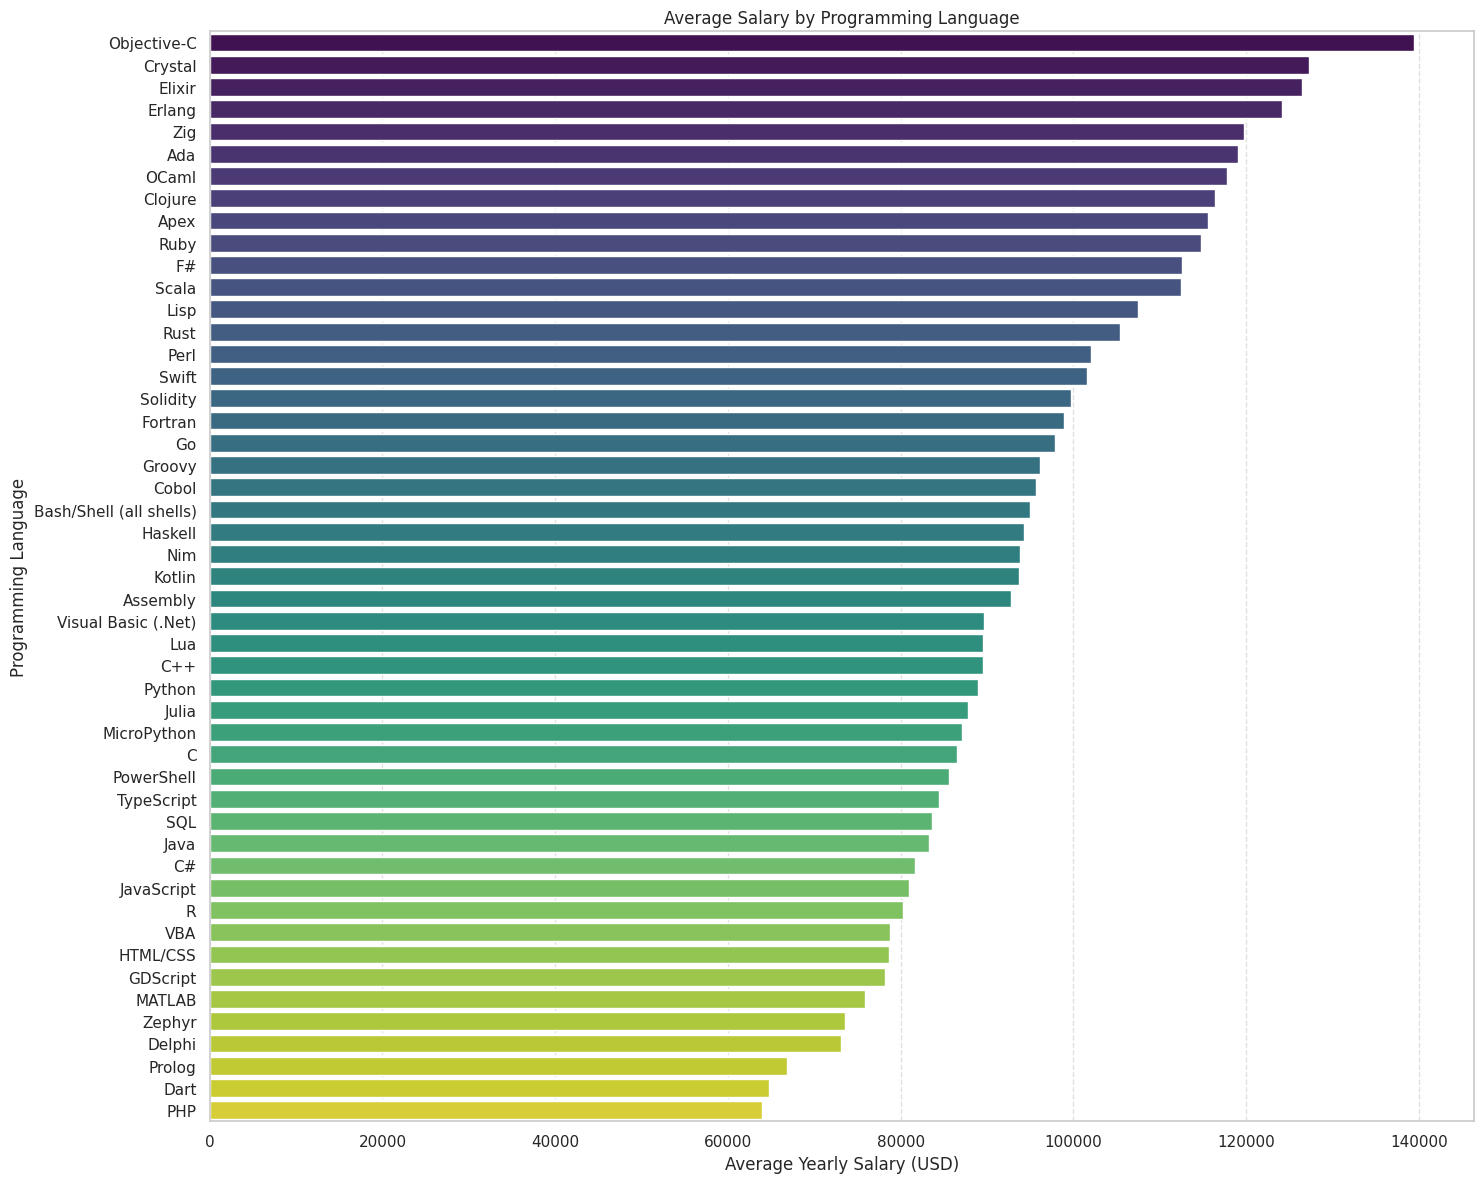 Average Salary by Programming Language
Programming Language
Objective-C
Crystal
Elixir
Erlang
Zig
Ada
OCaml
Clojure
Apex
Ruby
F#
Scala
Lisp
Rust
Perl
Swift
Solidity
Fortran
Go
Groovy
Cobol
Bash/Shell (all shells)
Haskell
Nim
Kotlin
Assembly
Visual Basic (.Net)
Lua
C++
Python
Julia
MicroPython
C
PowerShell
TypeScript
SQL
Java
C#
JavaScript
R
VBA
HTML/CSS
GDScript
MATLAB
Zephyr
Delphi
Prolog
Dart
PHP
0 20000 40000 60000 80000 100000 120000 140000
Average Yearly Salary (USD)